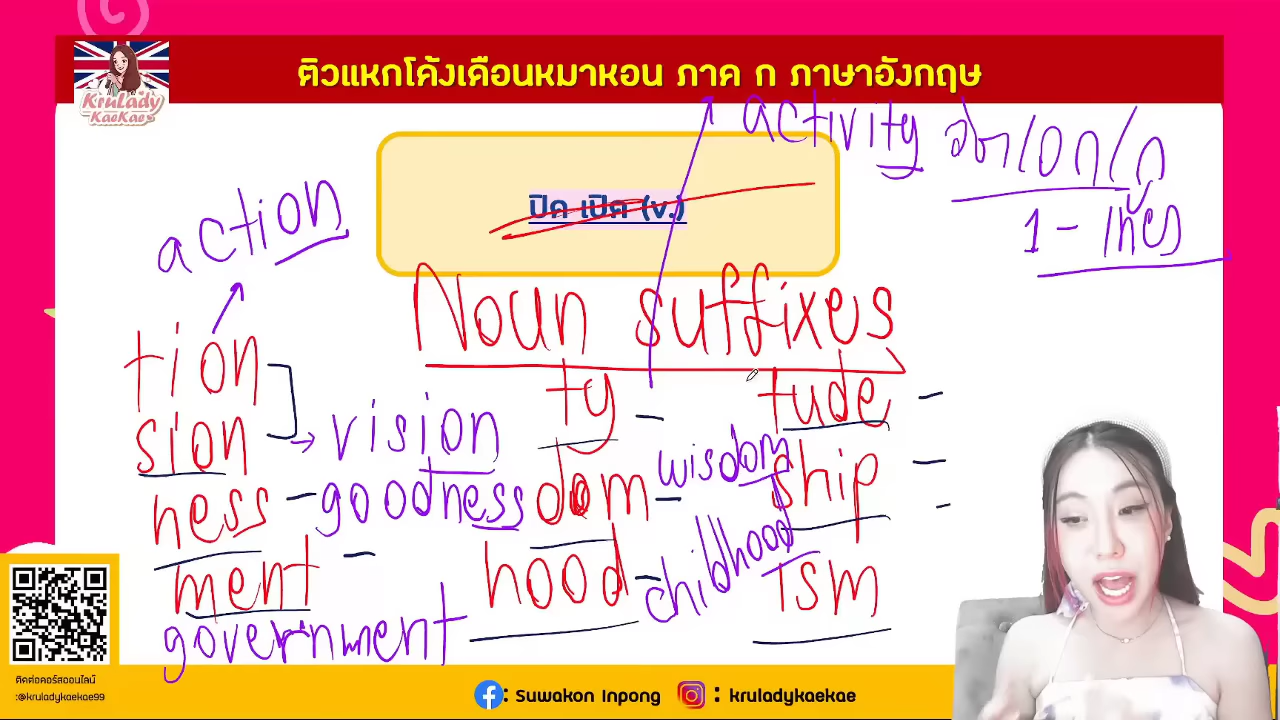 ติวแหกโค้งเดือนหมาหอน ภาค ก ภาษาอังกฤษ
KruLady
KaeKae
activity
ปิด เปิด (v.)
action
Noun suffixes
tion
ty
tude
sion
vision
dom
wisdom
ship
ness
goodness
hood
childhood
ism
ment
government
ติดต่อคอร์สออนไลน์
:@kruladykaekae99
: Suwakon Inpong
: kruladykaekae